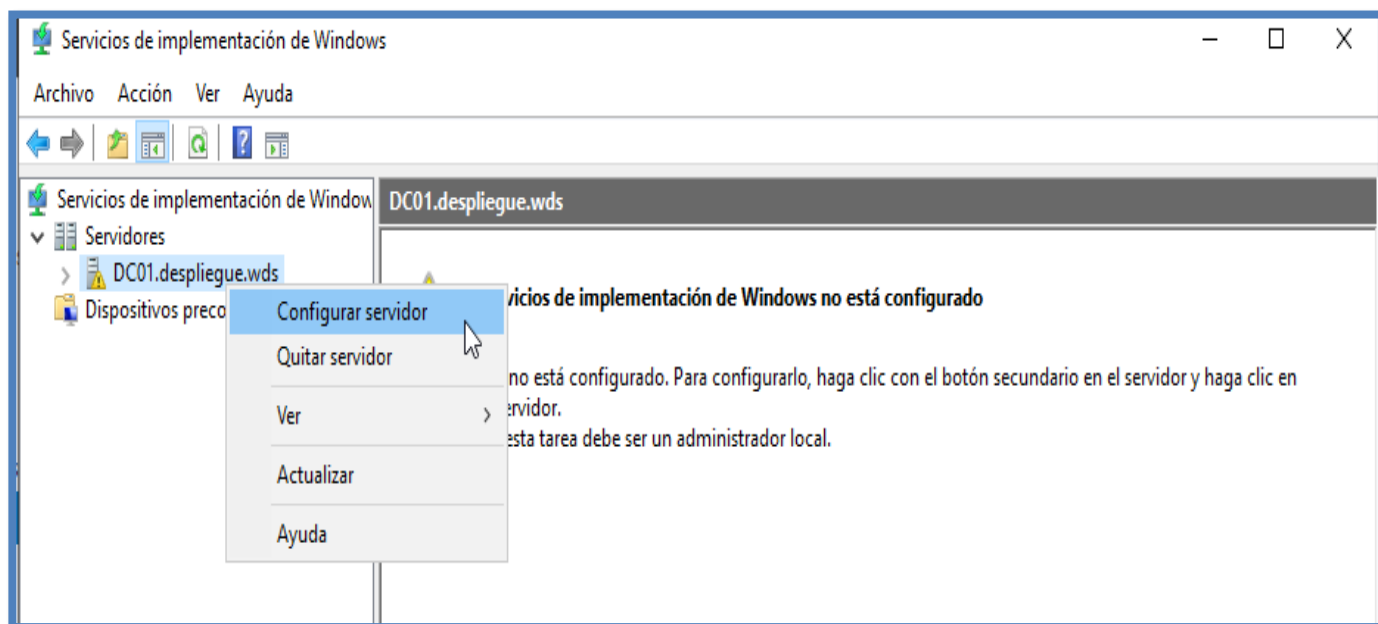 Servicios de implementación de Windows
Archivo Acción Ver Ayuda
Servicios de implementación de Window
Servidores
DC01.despliegue.wds
Dispositivos preco
Configurar servidor
Quitar servidor
Ver
Actualizar
Ayuda
DC01.despliegue.wds
vicios de implementación de Windows no está configurado
no está configurado. Para configurarlo, haga clic con el botón secundario en el servidor y haga clic en
ervidor.
esta tarea debe ser un administrador local.